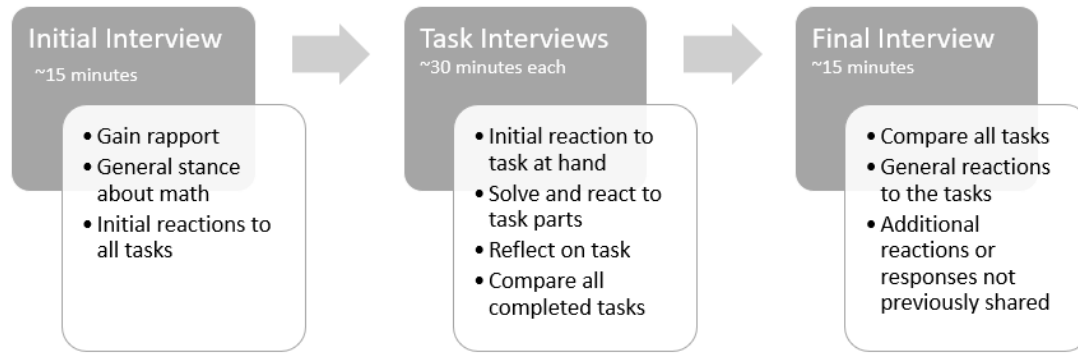 Initial Interview
~15 minutes
• Gain rapport
• General stance
about math
• Initial reactions to
all tasks
Task Interviews
~30 minutes each
• Initial reaction to
task at hand
• Solve and react to
task parts
• Reflect on task
• Compare all
completed tasks
Final Interview
~15 minutes
• Compare all tasks
• General reactions
to the tasks
• Additional
reactions or
responses not
previously shared